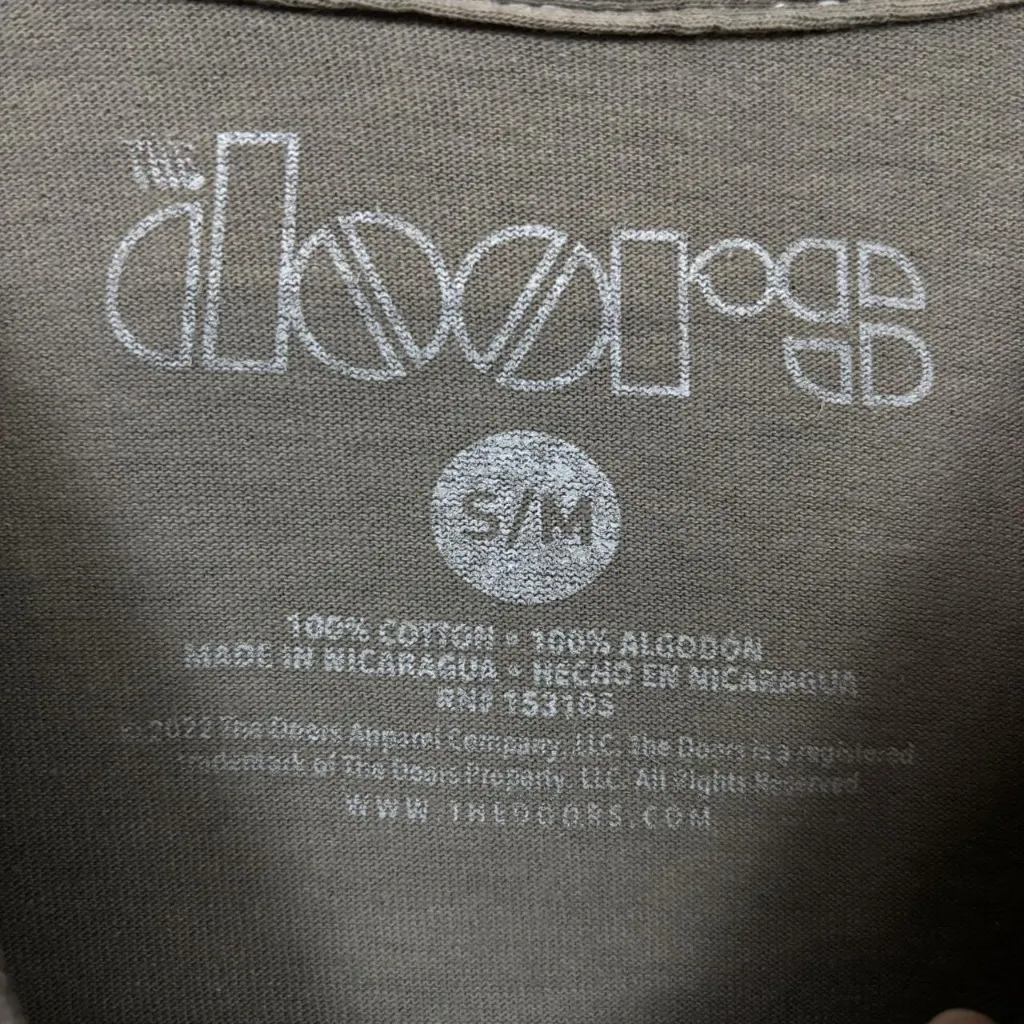 THE
doors
S/M
100% COTTON • 100% ALGODON
MADE IN NICARAGUA • HECHO EN NICARAGUA
RN# 153105
© 2022 The Doors Apparel Company, LLC. The Doors is a registered
trademark of The Doors Property, LLC. All Rights Reserved
WWW.THEDOORS.COM